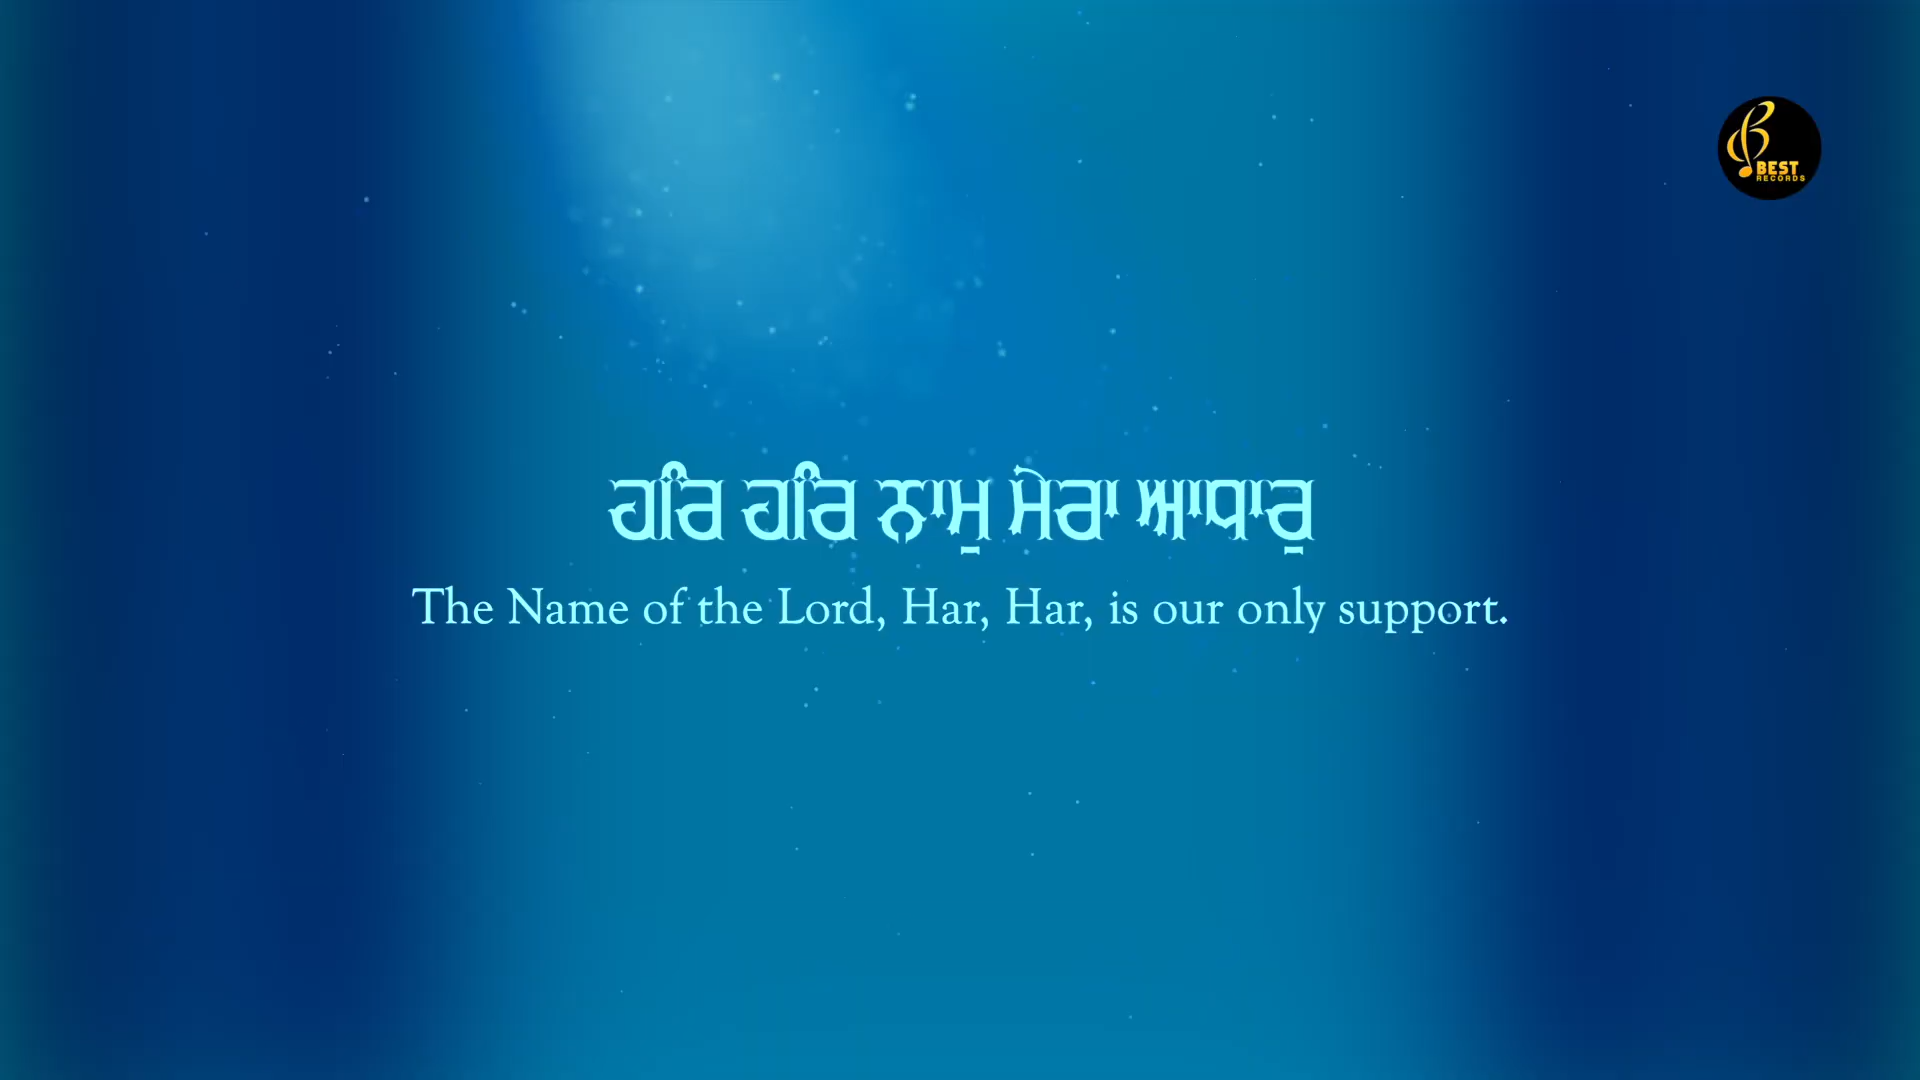 ਹਰਿ ਹਰਿ ਨਾਮੁ ਮੇਰਾ ਆਧਾਰੁ
The Name of the Lord, Har, Har, is our only support.
BEST
RECORDS